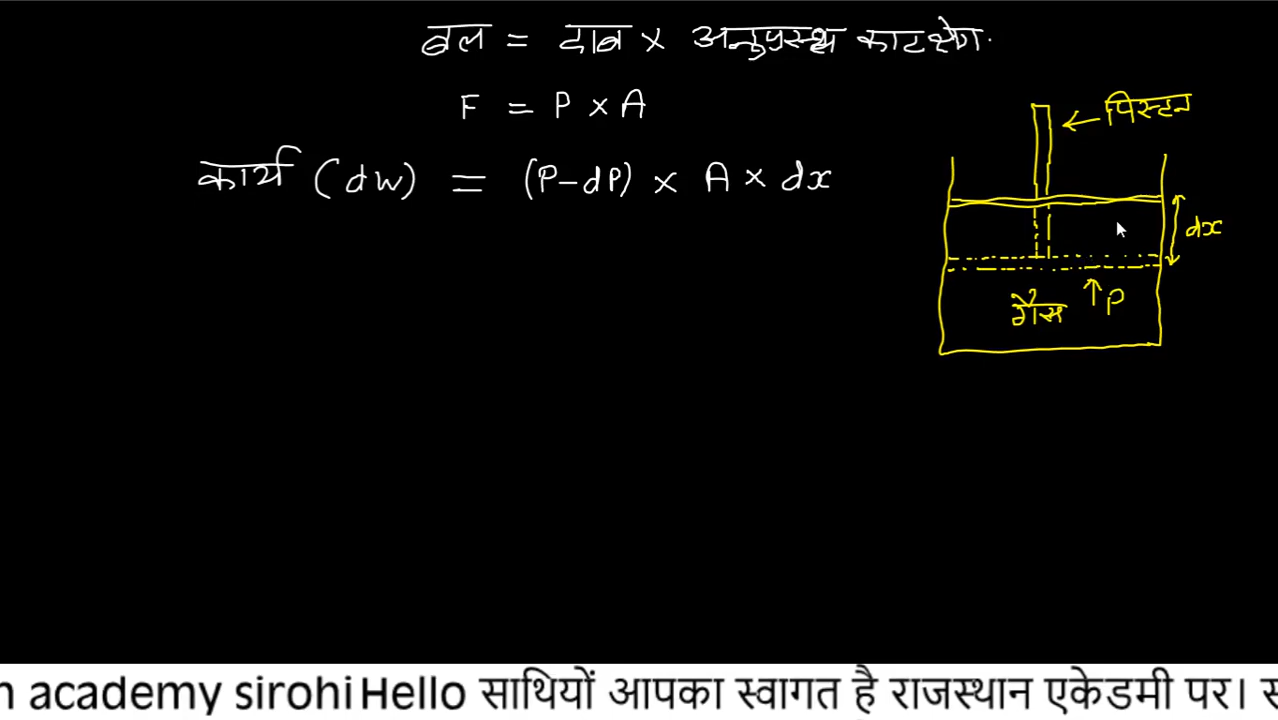 बल = दाब × अनुप्रस्थ काट क्षेत्र.
F = P × A
← पिस्टन
कार्य (dw) = (P-dP) × A × dx
dx
गैस ↑ P
academy sirohi Hello साथियों आपका स्वागत है राजस्थान एकेडमी पर।